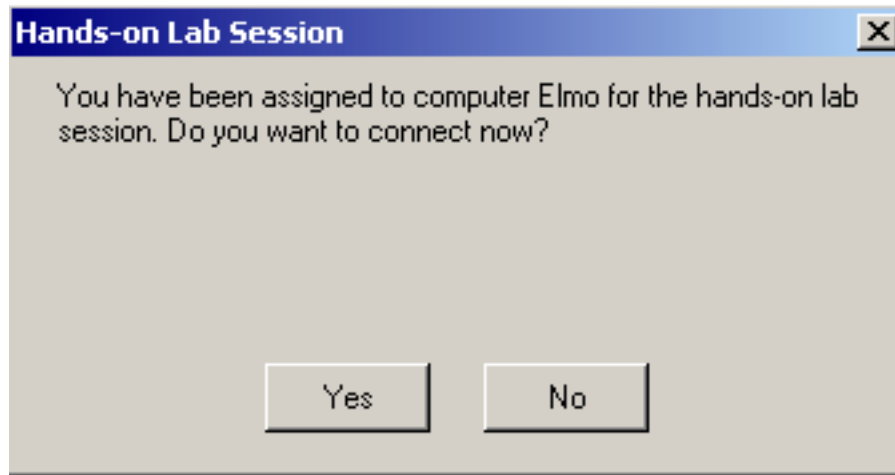 Hands-on Lab Session
You have been assigned to computer Elmo for the hands-on lab
session. Do you want to connect now?
Yes No